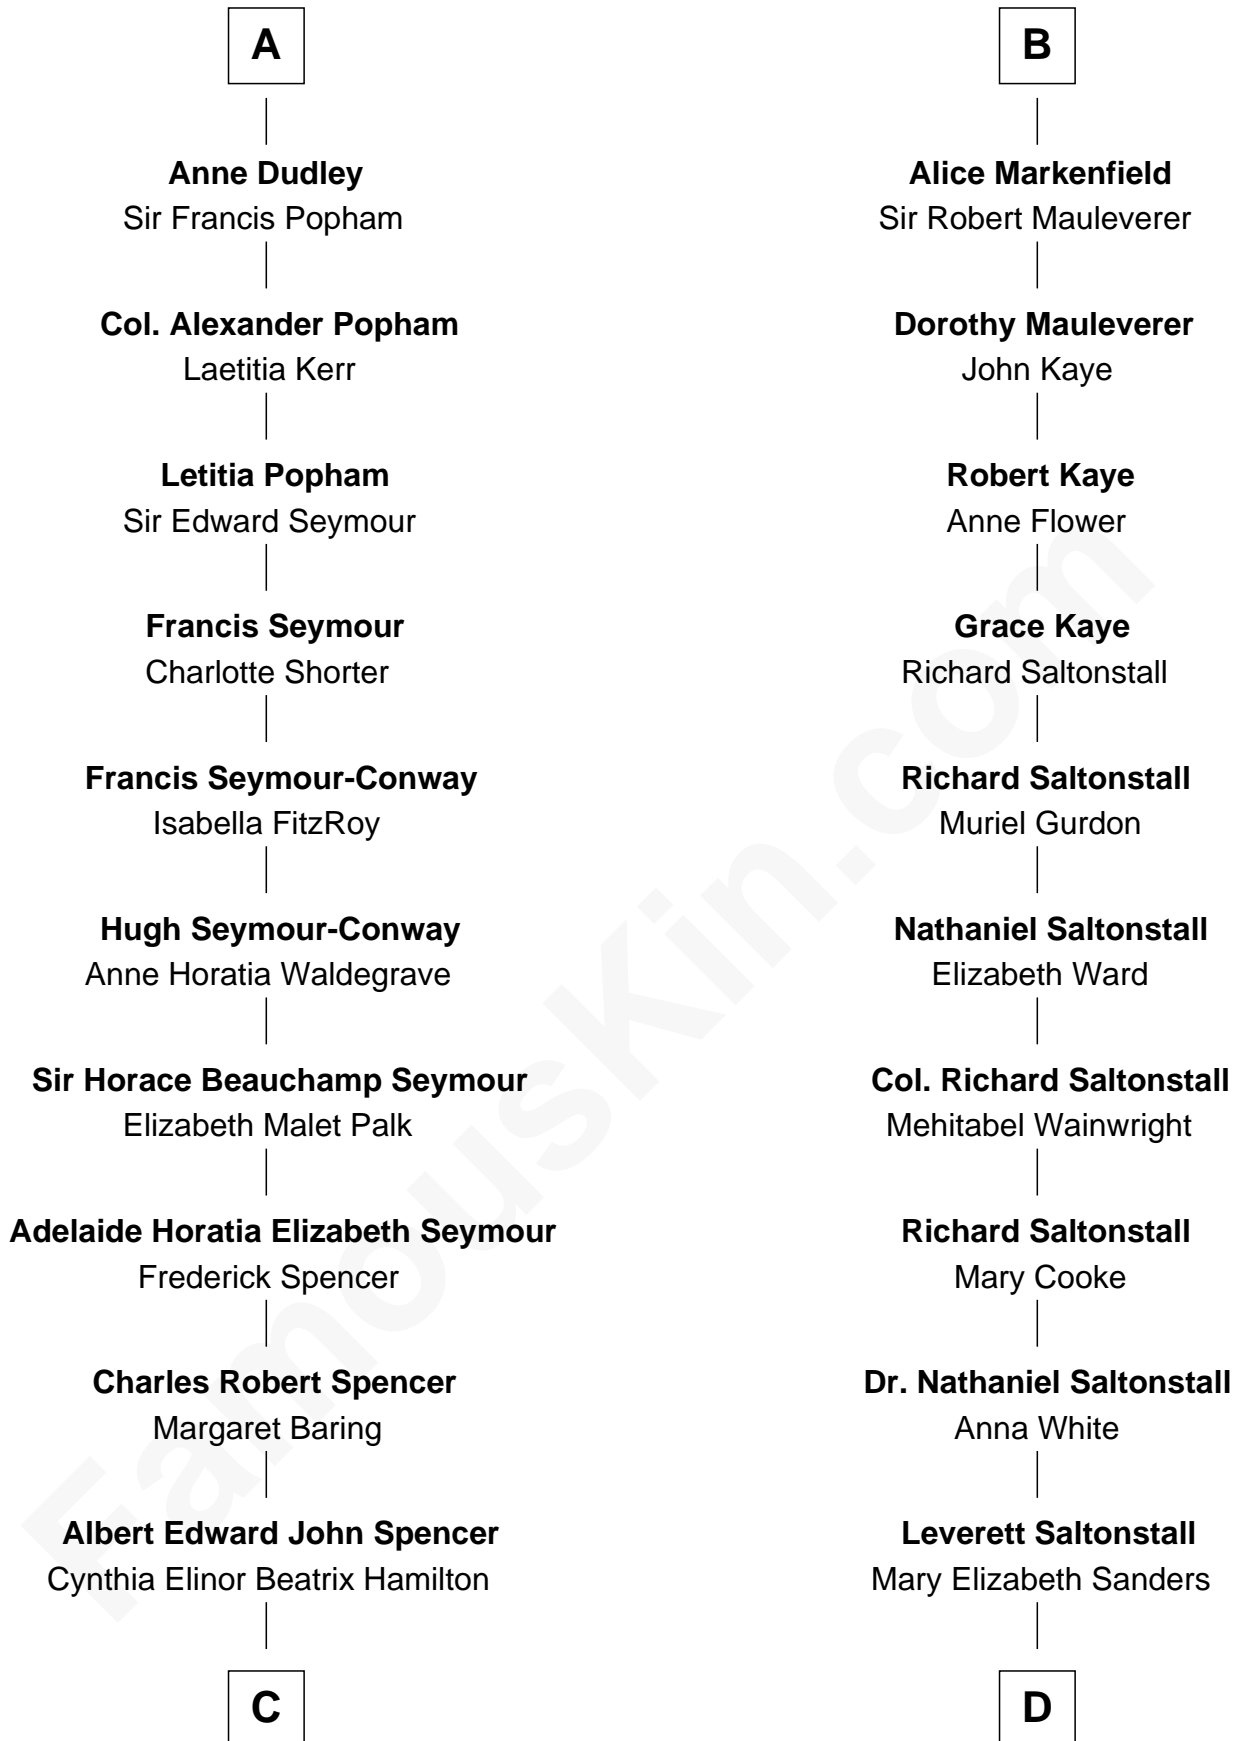 A
Anne Dudley
Sir Francis Popham
Col. Alexander Popham
Laetitia Kerr
Letitia Popham
Sir Edward Seymour
Francis Seymour
Charlotte Shorter
Francis Seymour-Conway
Isabella FitzRoy
Hugh Seymour-Conway
Anne Horatia Waldegrave
Sir Horace Beauchamp Seymour
Elizabeth Malet Palk
Adelaide Horatia Elizabeth Seymour
Frederick Spencer
Charles Robert Spencer
Margaret Baring
Albert Edward John Spencer
Cynthia Elinor Beatrix Hamilton
C
B
Alice Markenfield
Sir Robert Mauleverer
Dorothy Mauleverer
John Kaye
Robert Kaye
Anne Flower
Grace Kaye
Richard Saltonstall
Richard Saltonstall
Muriel Gurdon
Nathaniel Saltonstall
Elizabeth Ward
Col. Richard Saltonstall
Mehitabel Wainwright
Richard Saltonstall
Mary Cooke
Dr. Nathaniel Saltonstall
Anna White
Leverett Saltonstall
Mary Elizabeth Sanders
D
FamousKin.com